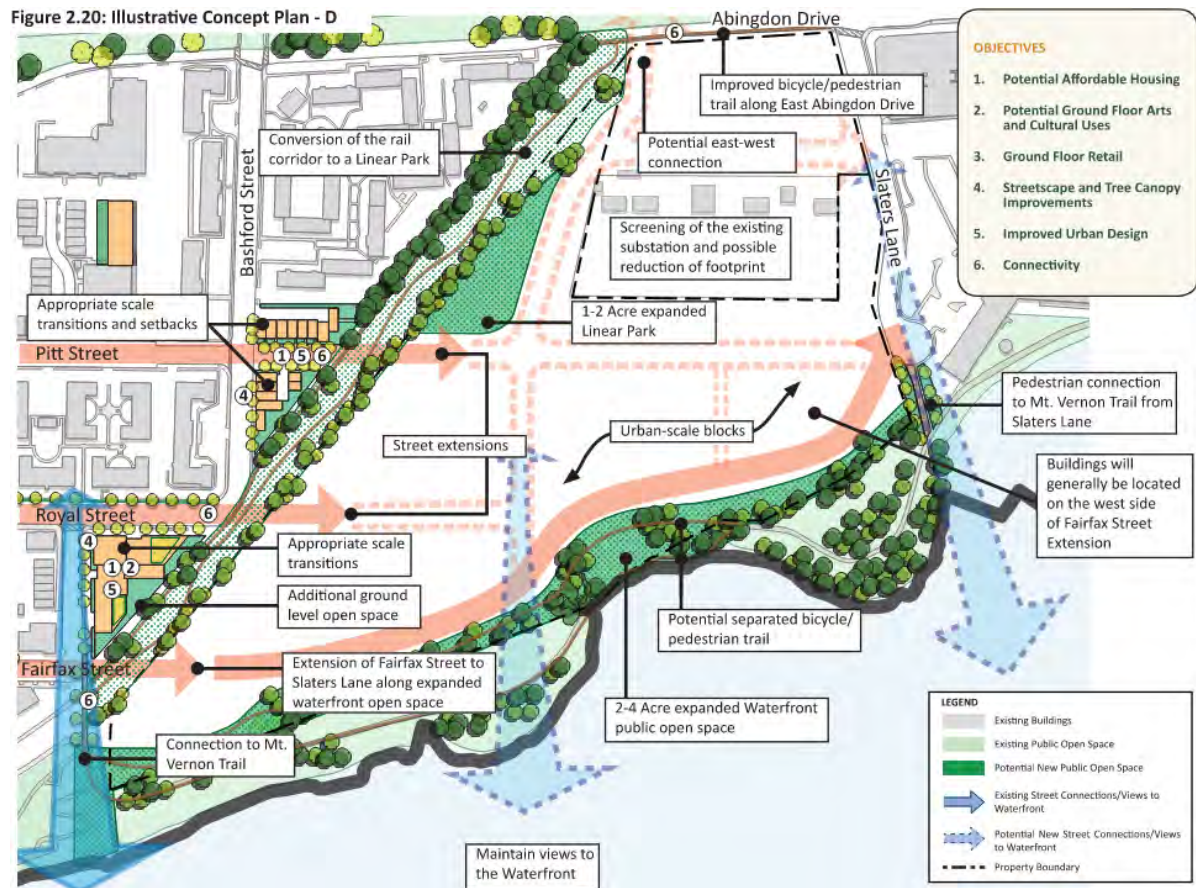 Figure 2.20: Illustrative Concept Plan - D
Abingdon Drive
6
OBJECTIVES
1. Potential Affordable Housing
2. Potential Ground Floor Arts
and Cultural Uses
3. Ground Floor Retail
4. Streetscape and Tree Canopy
Improvements
5. Improved Urban Design
6. Connectivity
Improved bicycle/pedestrian
trail along East Abingdon Drive
Conversion of the rail
corridor to a Linear Park
Potential east-west
connection
Bashford Street
Slaters Lane
Screening of the existing
substation and possible
reduction of footprint
Appropriate scale
transitions and setbacks
1-2 Acre expanded
Linear Park
Pitt Street
1 5 6
4
Pedestrian connection
to Mt. Vernon Trail from
Slaters Lane
Street extensions
Urban-scale blocks
Buildings will
generally be located
on the west side
of Fairfax Street
Extension
Royal Street
6
4
1 2
5
Appropriate scale
transitions
Additional ground
level open space
Potential separated bicycle/
pedestrian trail
Fairfax Street
Extension of Fairfax Street to
Slaters Lane along expanded
waterfront open space
2-4 Acre expanded Waterfront
public open space
6
Connection to Mt.
Vernon Trail
Maintain views to
the Waterfront
LEGEND
Existing Buildings
Existing Public Open Space
Potential New Public Open Space
Existing Street Connections/Views to
Waterfront
Potential New Street Connections/Views
to Waterfront
Property Boundary